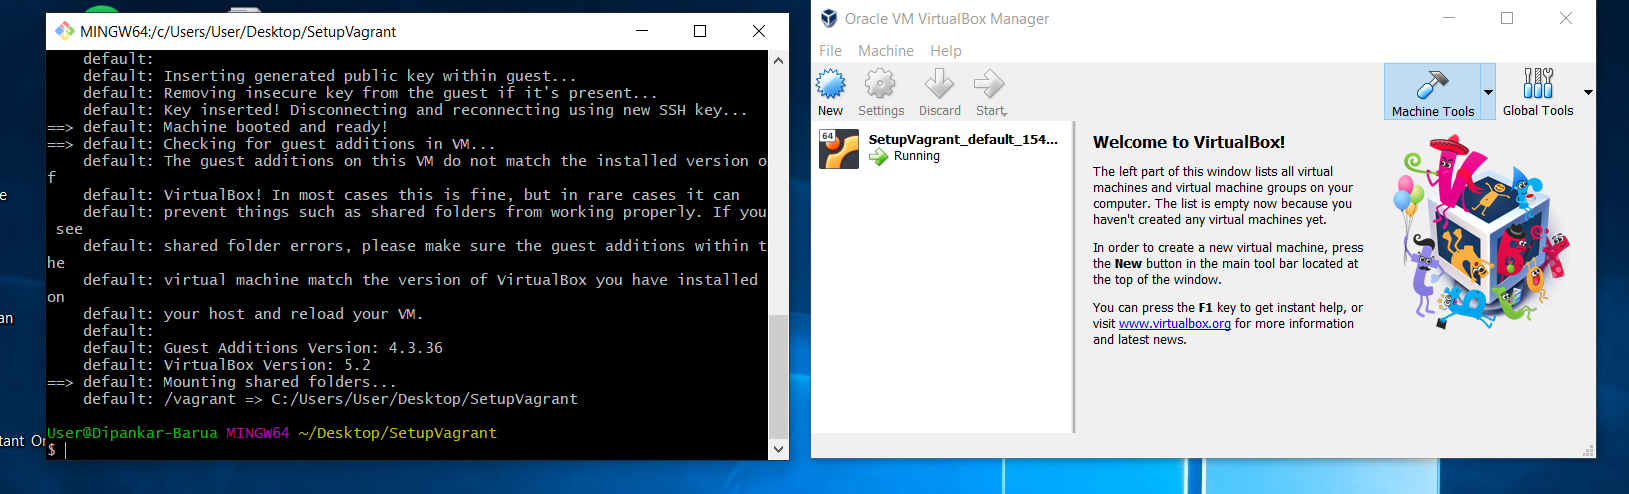 MINGW64:/c/Users/User/Desktop/SetupVagrant
default:
default: Inserting generated public key within guest...
default: Removing insecure key from the guest if it's present...
default: Key inserted! Disconnecting and reconnecting using new SSH key...
==> default: Machine booted and ready!
==> default: Checking for guest additions in VM...
default: The guest additions on this VM do not match the installed version o
f
default: VirtualBox! In most cases this is fine, but in rare cases it can
default: prevent things such as shared folders from working properly. If you
see
default: shared folder errors, please make sure the guest additions within t
he
default: virtual machine match the version of VirtualBox you have installed
on
default: your host and reload your VM.
default:
default: Guest Additions Version: 4.3.36
default: VirtualBox Version: 5.2
==> default: Mounting shared folders...
default: /vagrant => C:/Users/User/Desktop/SetupVagrant
User@Dipankar-Barua MINGW64 ~/Desktop/SetupVagrant
$
e
an
tant Or
Oracle VM VirtualBox Manager
File Machine Help
New Settings Discard Start
Machine Tools Global Tools
64
SetupVagrant_default_154...
Running
Welcome to VirtualBox!
The left part of this window lists all virtual
machines and virtual machine groups on your
computer. The list is empty now because you
haven't created any virtual machines yet.
In order to create a new virtual machine, press
the New button in the main tool bar located at
the top of the window.
You can press the F1 key to get instant help, or
visit www.virtualbox.org for more information
and latest news.